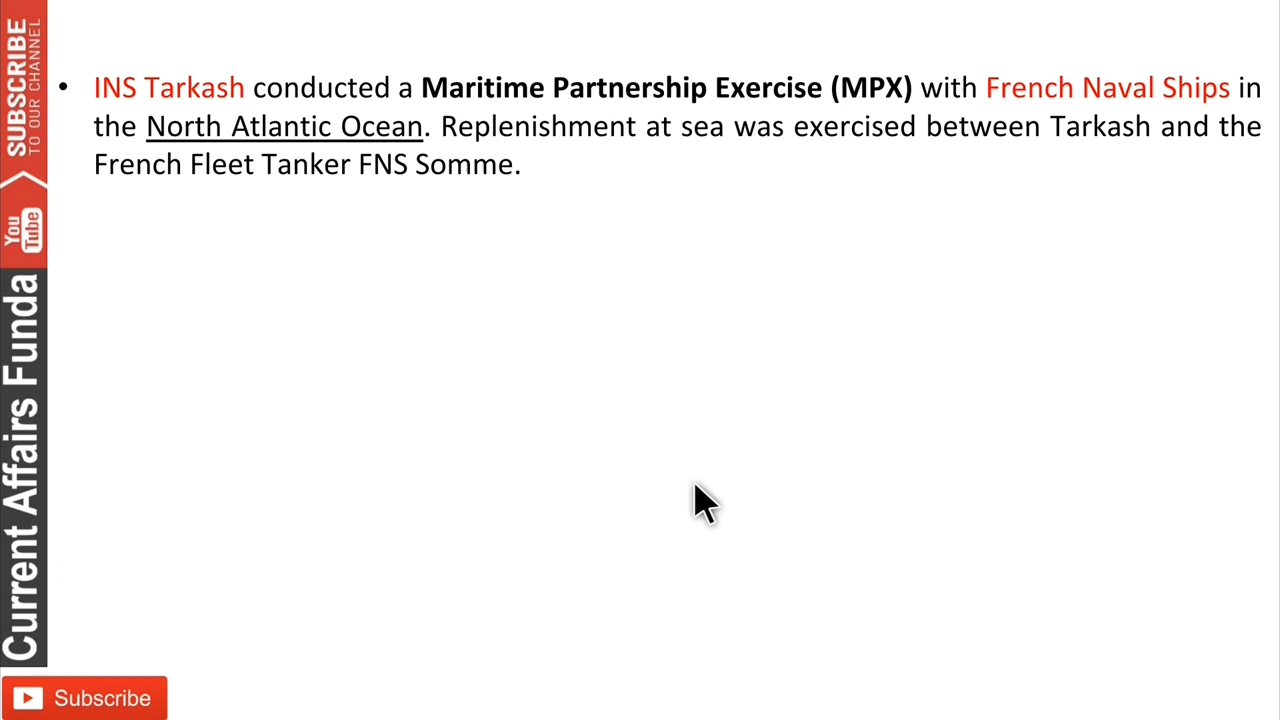 SUBSCRIBE
TO OUR CHANNEL
You
Tube
Current Affairs Funda
• INS Tarkash conducted a Maritime Partnership Exercise (MPX) with French Naval Ships in
the North Atlantic Ocean. Replenishment at sea was exercised between Tarkash and the
French Fleet Tanker FNS Somme.
Subscribe